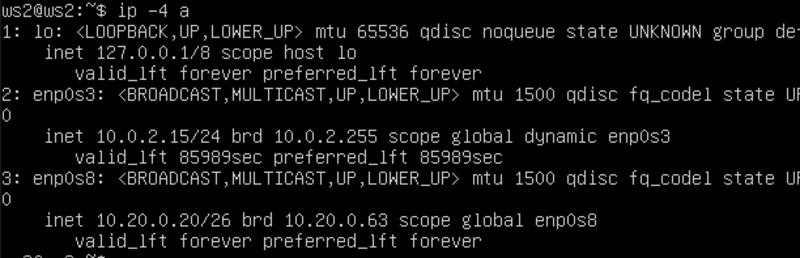 ws2@ws2:~$ ip -4 a
1: lo: <LOOPBACK,UP,LOWER_UP> mtu 65536 qdisc noqueue state UNKNOWN group de
    inet 127.0.0.1/8 scope host lo
       valid_lft forever preferred_lft forever
2: enp0s3: <BROADCAST,MULTICAST,UP,LOWER_UP> mtu 1500 qdisc fq_codel state UP
0
    inet 10.0.2.15/24 brd 10.0.2.255 scope global dynamic enp0s3
       valid_lft 85989sec preferred_lft 85989sec
3: enp0s8: <BROADCAST,MULTICAST,UP,LOWER_UP> mtu 1500 qdisc fq_codel state UP
0
    inet 10.20.0.20/26 brd 10.20.0.63 scope global enp0s8
       valid_lft forever preferred_lft forever